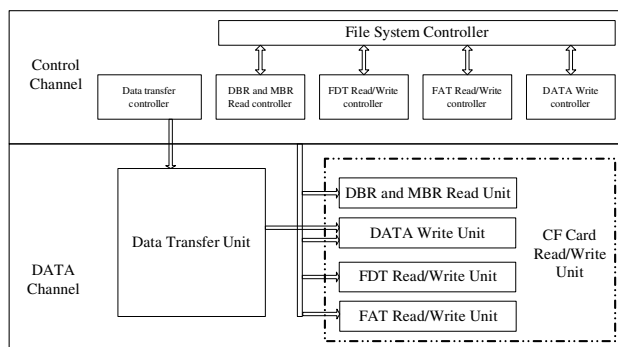 File System Controller
Control
Channel
Data transfer
controller
DBR and MBR
Read controller
FDT Read/Write
controller
FAT Read/Write
controller
DATA Write
controller
DBR and MBR Read Unit
DATA Write Unit
Data Transfer Unit
CF Card
Read/Write
Unit
DATA
Channel
FDT Read/Write Unit
FAT Read/Write Unit